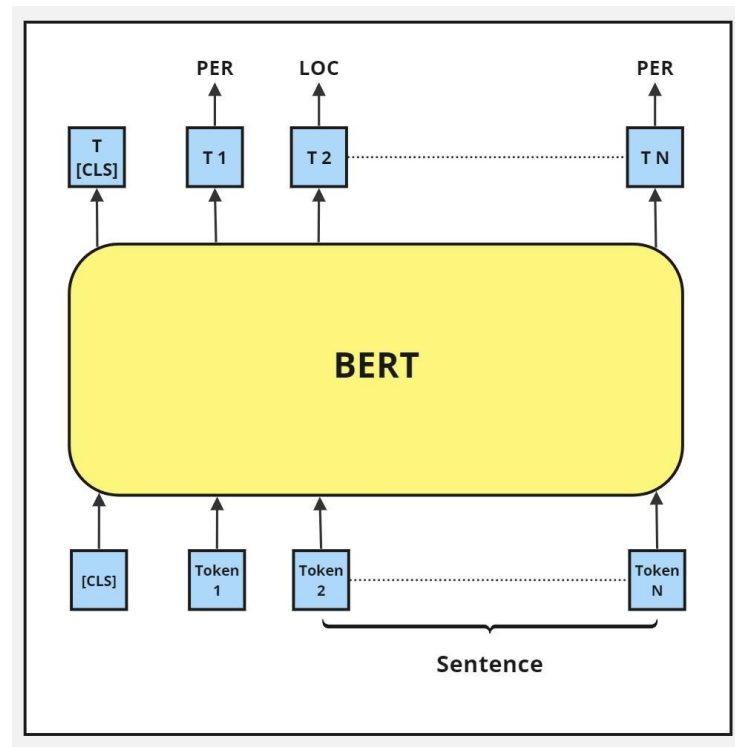 PER LOC PER
T
[CLS]
T 1
T 2
T N
BERT
[CLS]
Token
1
Token
2
Token
N
Sentence